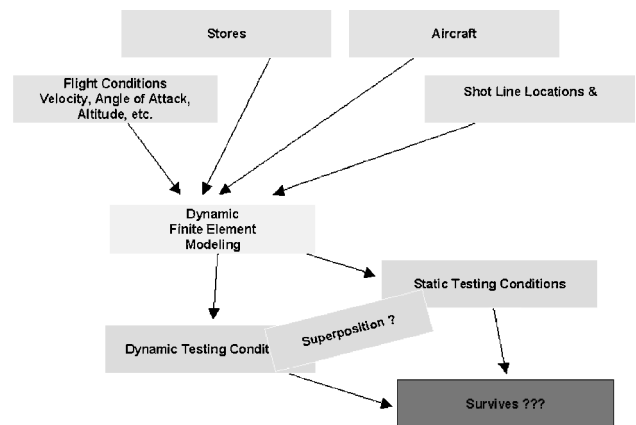 Stores
Aircraft
Flight Conditions
Velocity, Angle of Attack,
Altitude, etc.
Shot Line Locations &
Dynamic
Finite Element
Modeling
Static Testing Conditions
Superposition ?
Dynamic Testing Condit
Survives ???